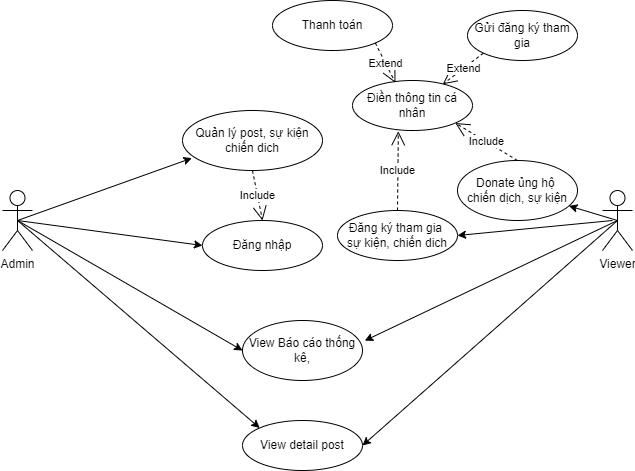 Thanh toán
Gửi đăng ký tham
gia
Extend
Extend
Điền thông tin cá
nhân
Quản lý post, sự kiện
chiến dich
Include
Include
Include
Donate ủng hộ
chiến dịch, sự kiện
Đăng ký tham gia
sự kiện, chiến dich
Đăng nhập
Admin
Viewer
View Báo cáo thống
kê,
View detail post